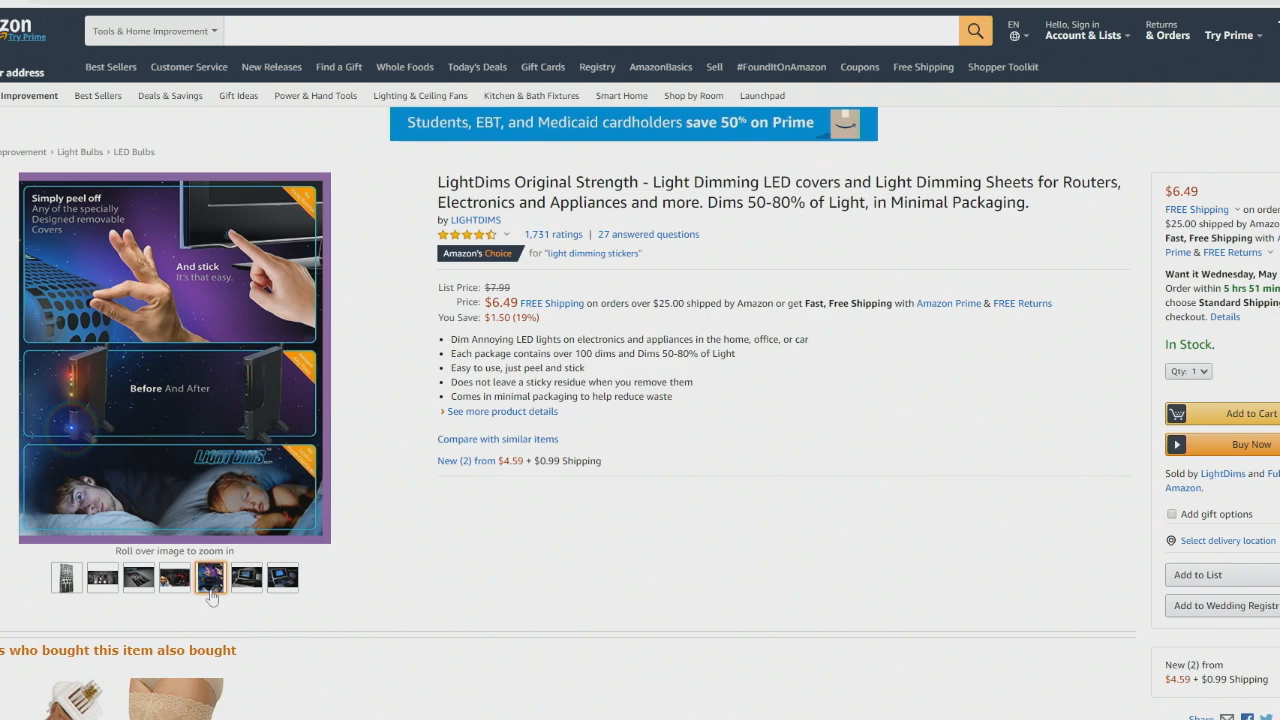 zon
Try Prime
Tools & Home Improvement
EN
Hello, Sign in
Account & Lists
Returns
& Orders
Try Prime
r address
Best Sellers
Customer Service
New Releases
Find a Gift
Whole Foods
Today's Deals
Gift Cards
Registry
AmazonBasics
Sell
#FoundItOnAmazon
Coupons
Free Shipping
Shopper Toolkit
Improvement
Best Sellers
Deals & Savings
Gift Ideas
Power & Hand Tools
Lighting & Ceiling Fans
Kitchen & Bath Fixtures
Smart Home
Shop by Room
Launchpad
Students, EBT, and Medicaid cardholders save 50% on Prime
provement › Light Bulbs › LED Bulbs
Simply peel off
Any of the specially
Designed removable
Covers
And stick
It's that easy.
Before And After
LIGHTDIMS.com
Roll over image to zoom in
LightDims Original Strength - Light Dimming LED covers and Light Dimming Sheets for Routers,
Electronics and Appliances and more. Dims 50-80% of Light, in Minimal Packaging.
by LIGHTDIMS
1,731 ratings | 27 answered questions
Amazon's Choice for "light dimming stickers"
List Price: $7.99
Price: $6.49 FREE Shipping on orders over $25.00 shipped by Amazon or get Fast, Free Shipping with Amazon Prime & FREE Returns
You Save: $1.50 (19%)
• Dim Annoying LED lights on electronics and appliances in the home, office, or car
• Each package contains over 100 dims and Dims 50-80% of Light
• Easy to use, just peel and stick
• Does not leave a sticky residue when you remove them
• Comes in minimal packaging to help reduce waste
› See more product details
Compare with similar items
New (2) from $4.59 + $0.99 Shipping
$6.49
FREE Shipping on orde
$25.00 shipped by Amazo
Fast, Free Shipping with A
Prime & FREE Returns
Want it Wednesday, May
Order within 5 hrs 51 min
choose Standard Shippin
checkout. Details
In Stock.
Qty: 1
Add to Cart
Buy Now
Sold by LightDims and Ful
Amazon.
Add gift options
Select delivery location
Add to List
Add to Wedding Registr
New (2) from
$4.59 + $0.99 Shipping
Share
s who bought this item also bought